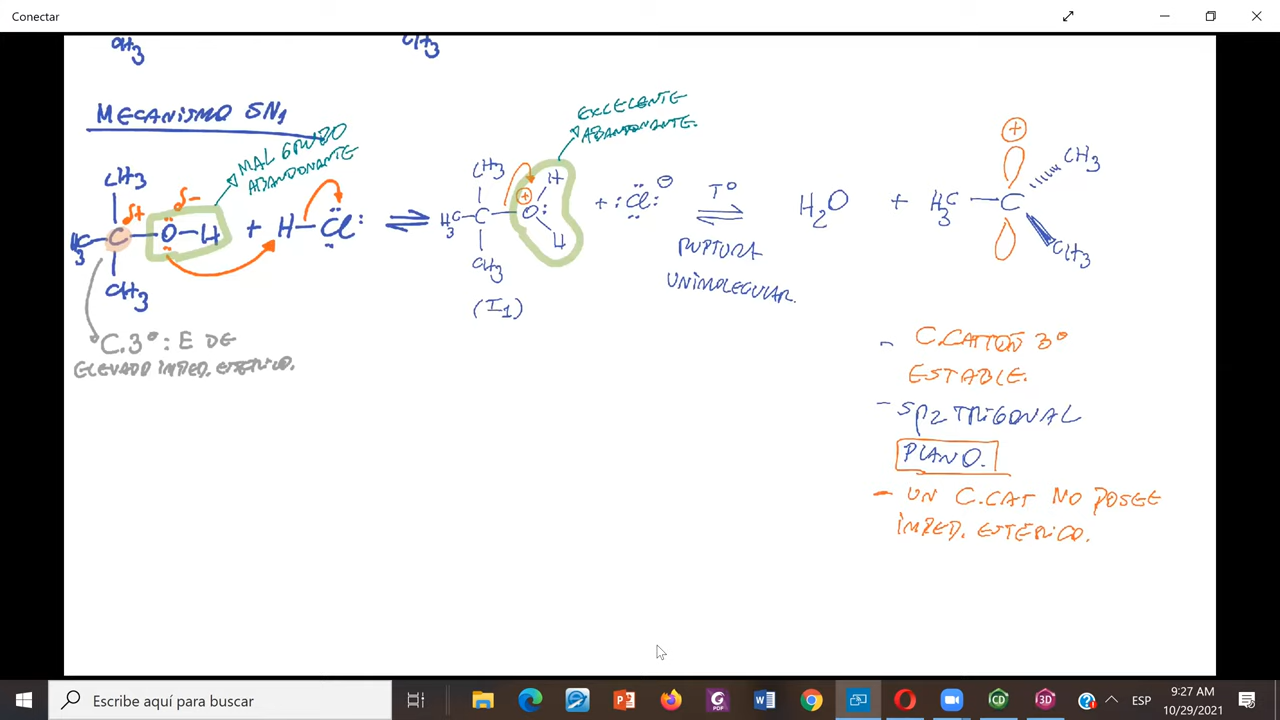 Conectar
CH3
CH3
MECANISMO SN1
MAL GRUPO
ABANDONANTE
EXCELENTE
ABANDONANTE.
CH3
δ+
δ-
H3C
C
O
H
+
H
Cl
CH3
CH3
H
H3C
C
O
H
CH3
(I1)
+
Cl
T°
RUPTURA
UNIMOLECULAR.
H2O
+
H3C
C
CH3
CH3
C.3° : E DE
ELEVADO IMPED. ESTERICO.
- C.CATION 3°
ESTABLE.
- SP2 TRIGONAL
PLANO.
- UN C.CAT NO POSEE
IMPED. ESTERICO.
Escribe aquí para buscar
ESP
9:27 AM
10/29/2021